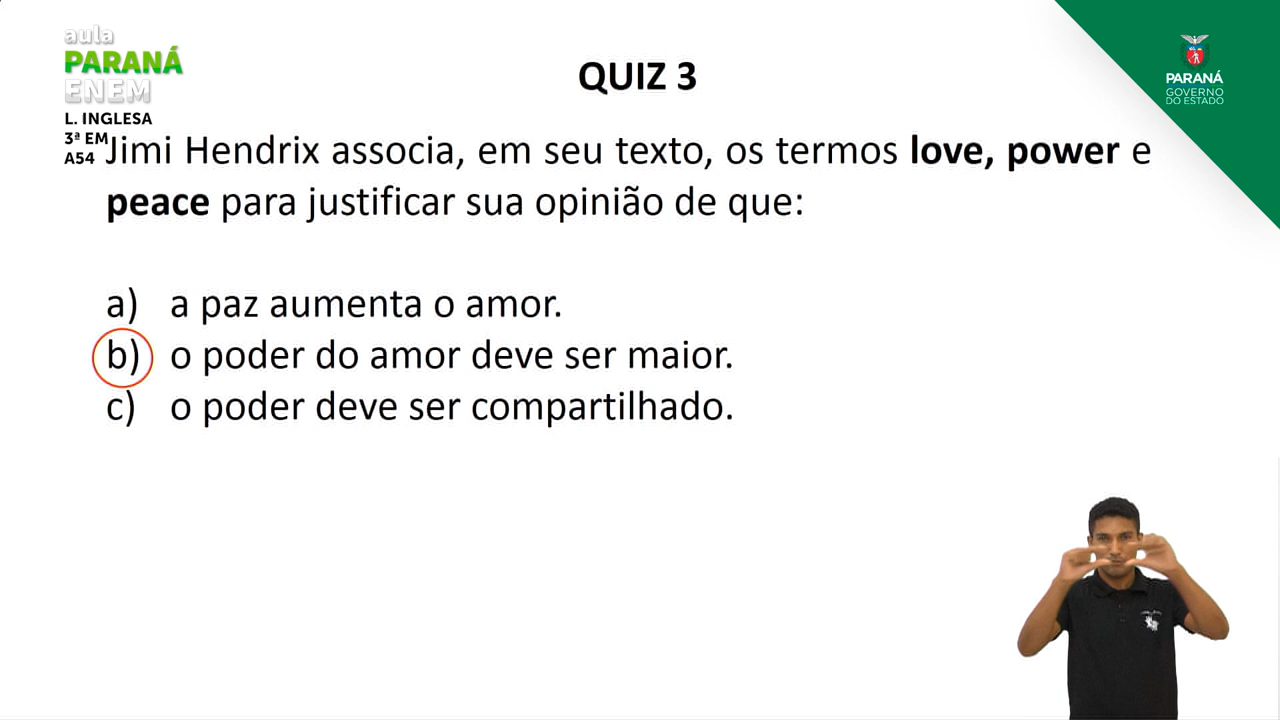 aula
PARANÁ
ENEM
L. INGLESA
3ª EM
A54
QUIZ 3
PARANÁ
GOVERNO
DO ESTADO
Jimi Hendrix associa, em seu texto, os termos love, power e
peace para justificar sua opinião de que:
a) a paz aumenta o amor.
b) o poder do amor deve ser maior.
c) o poder deve ser compartilhado.